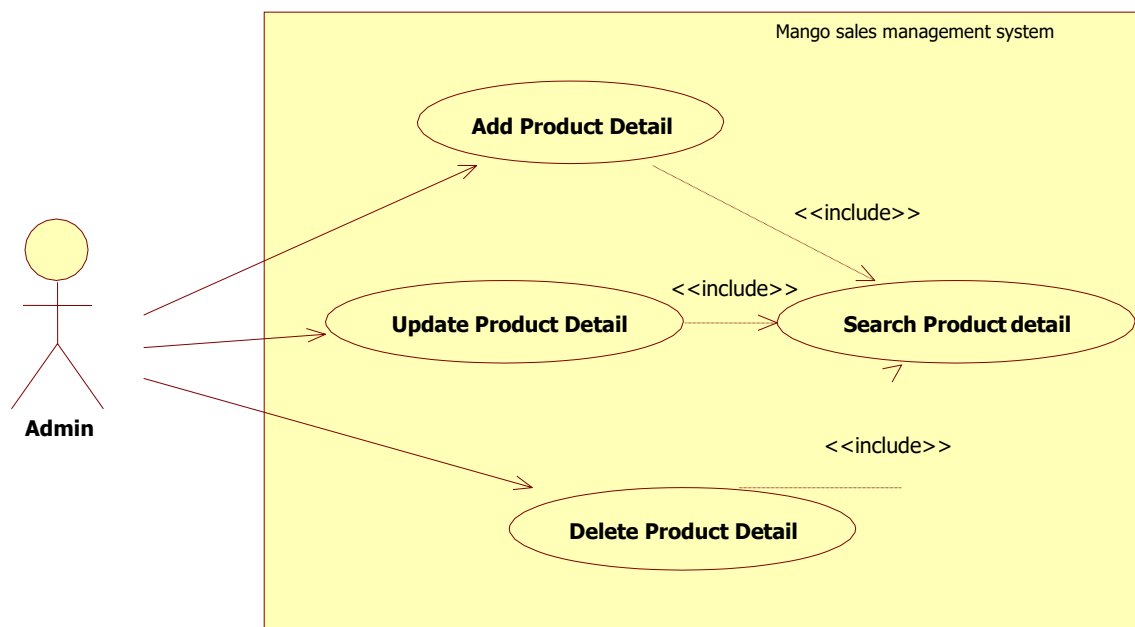 Mango sales management system
Add Product Detail
<<include>>
<<include>>
Update Product Detail
Search Product detail
Admin
<<include>>
Delete Product Detail